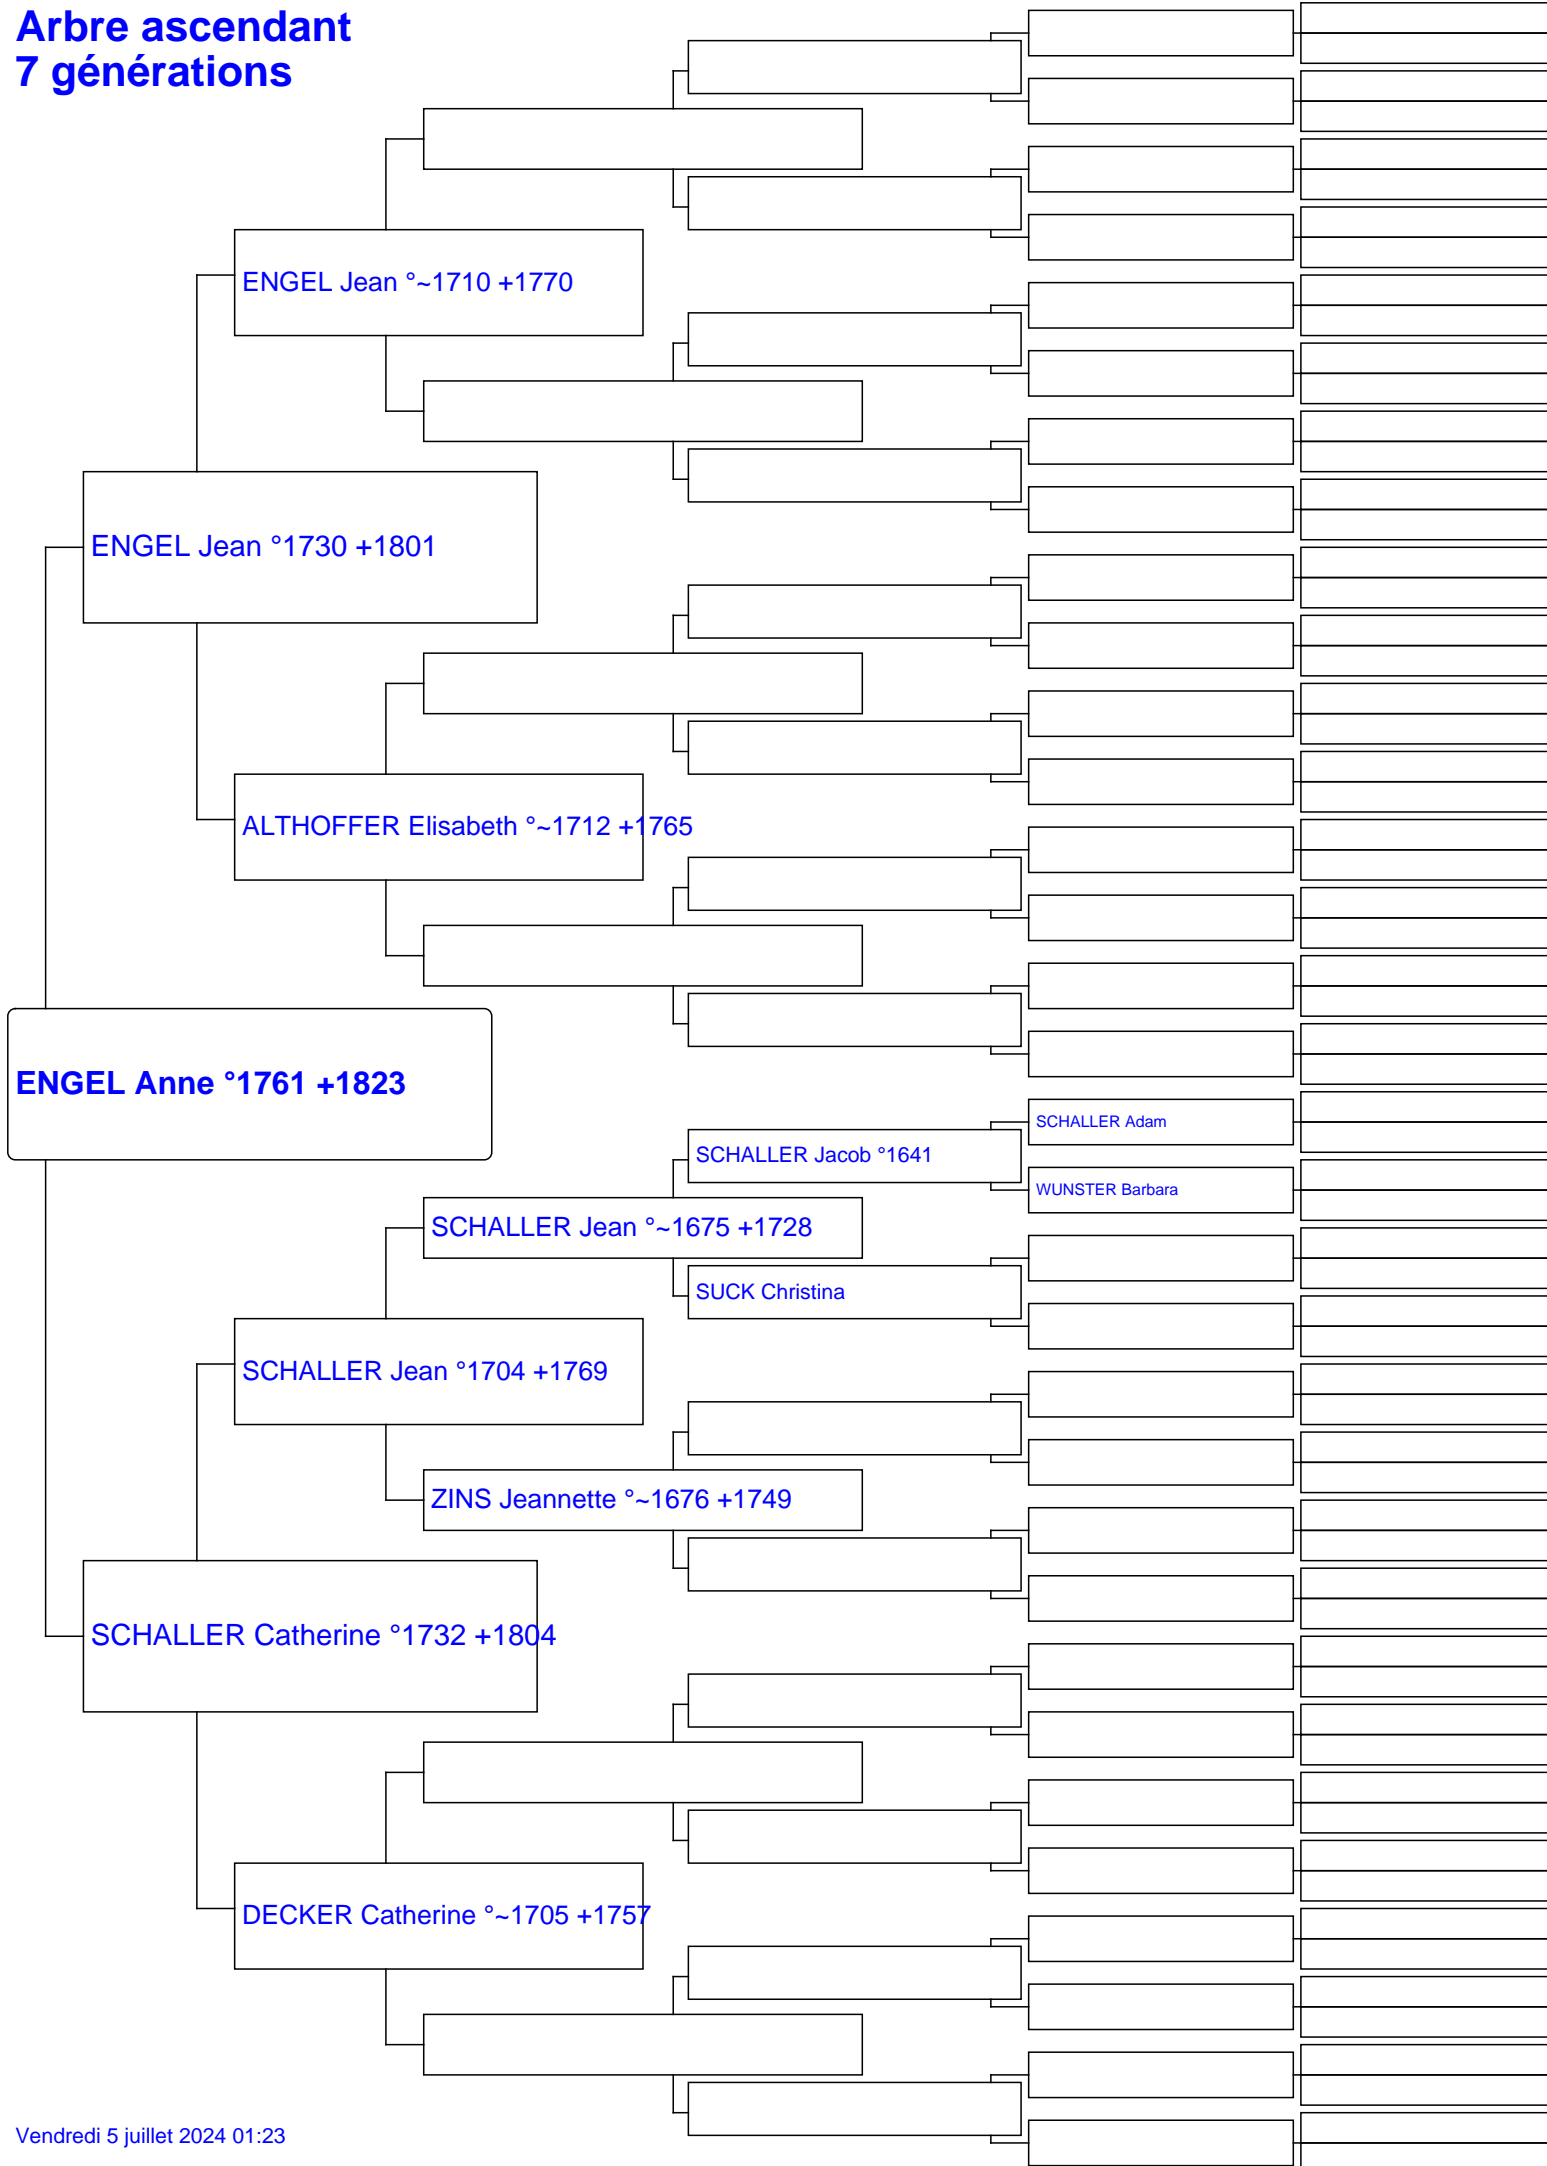 Arbre ascendant
7 générations
ENGEL Jean °~1710 +1770
ENGEL Jean °1730 +1801
ALTHOFFER Elisabeth °~1712 +1765
ENGEL Anne °1761 +1823
SCHALLER Adam
SCHALLER Jacob °1641
WUNSTER Barbara
SCHALLER Jean °~1675 +1728
SUCK Christina
SCHALLER Jean °1704 +1769
ZINS Jeannette °~1676 +1749
SCHALLER Catherine °1732 +1804
DECKER Catherine °~1705 +1757
Vendredi 5 juillet 2024 01:23